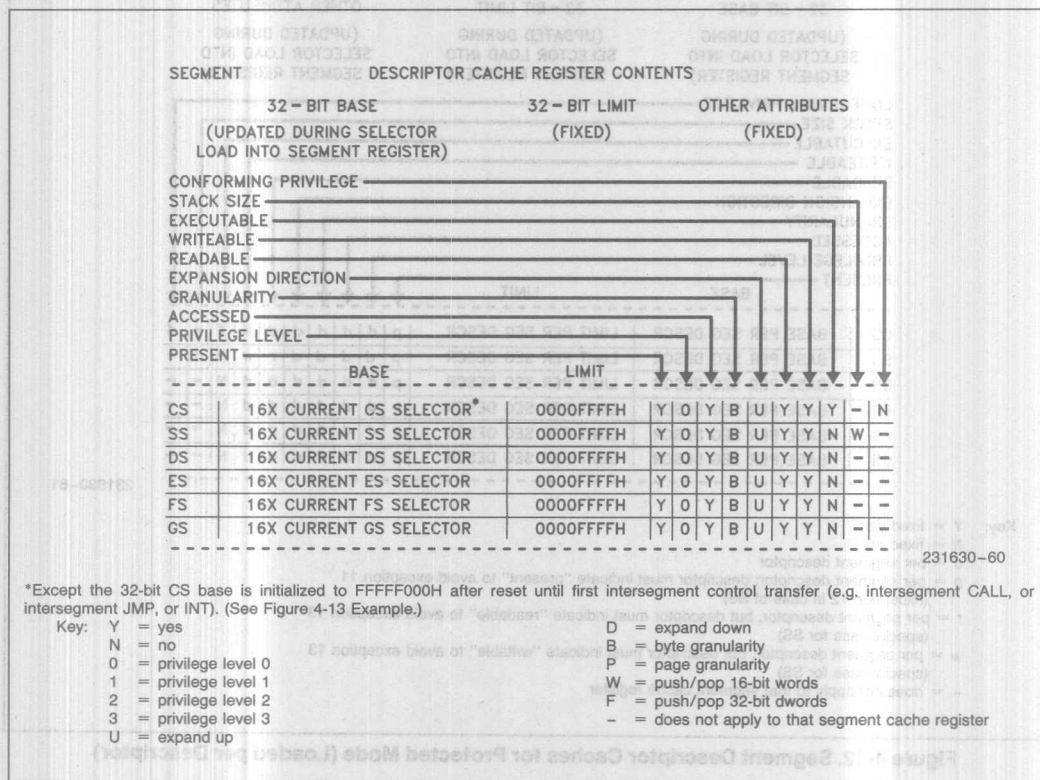 SEGMENT DESCRIPTOR CACHE REGISTER CONTENTS
32 – BIT BASE 32 – BIT LIMIT OTHER ATTRIBUTES
(UPDATED DURING SELECTOR (FIXED) (FIXED)
LOAD INTO SEGMENT REGISTER)
CONFORMING PRIVILEGE
STACK SIZE
EXECUTABLE
WRITEABLE
READABLE
EXPANSION DIRECTION
GRANULARITY
ACCESSED
PRIVILEGE LEVEL
PRESENT
BASE LIMIT
CS 16X CURRENT CS SELECTOR* 0000FFFFH Y 0 Y B U Y Y Y – N
SS 16X CURRENT SS SELECTOR 0000FFFFH Y 0 Y B U Y Y N W –
DS 16X CURRENT DS SELECTOR 0000FFFFH Y 0 Y B U Y Y N – –
ES 16X CURRENT ES SELECTOR 0000FFFFH Y 0 Y B U Y Y N – –
FS 16X CURRENT FS SELECTOR 0000FFFFH Y 0 Y B U Y Y N – –
GS 16X CURRENT GS SELECTOR 0000FFFFH Y 0 Y B U Y Y N – –
231630–60
*Except the 32-bit CS base is initialized to FFFFF000H after reset until first intersegment control transfer (e.g. intersegment CALL, or
intersegment JMP, or INT). (See Figure 4-13 Example.)
Key: Y = yes
N = no
0 = privilege level 0
1 = privilege level 1
2 = privilege level 2
3 = privilege level 3
U = expand up
D = expand down
B = byte granularity
P = page granularity
W = push/pop 16-bit words
F = push/pop 32-bit dwords
– = does not apply to that segment cache register